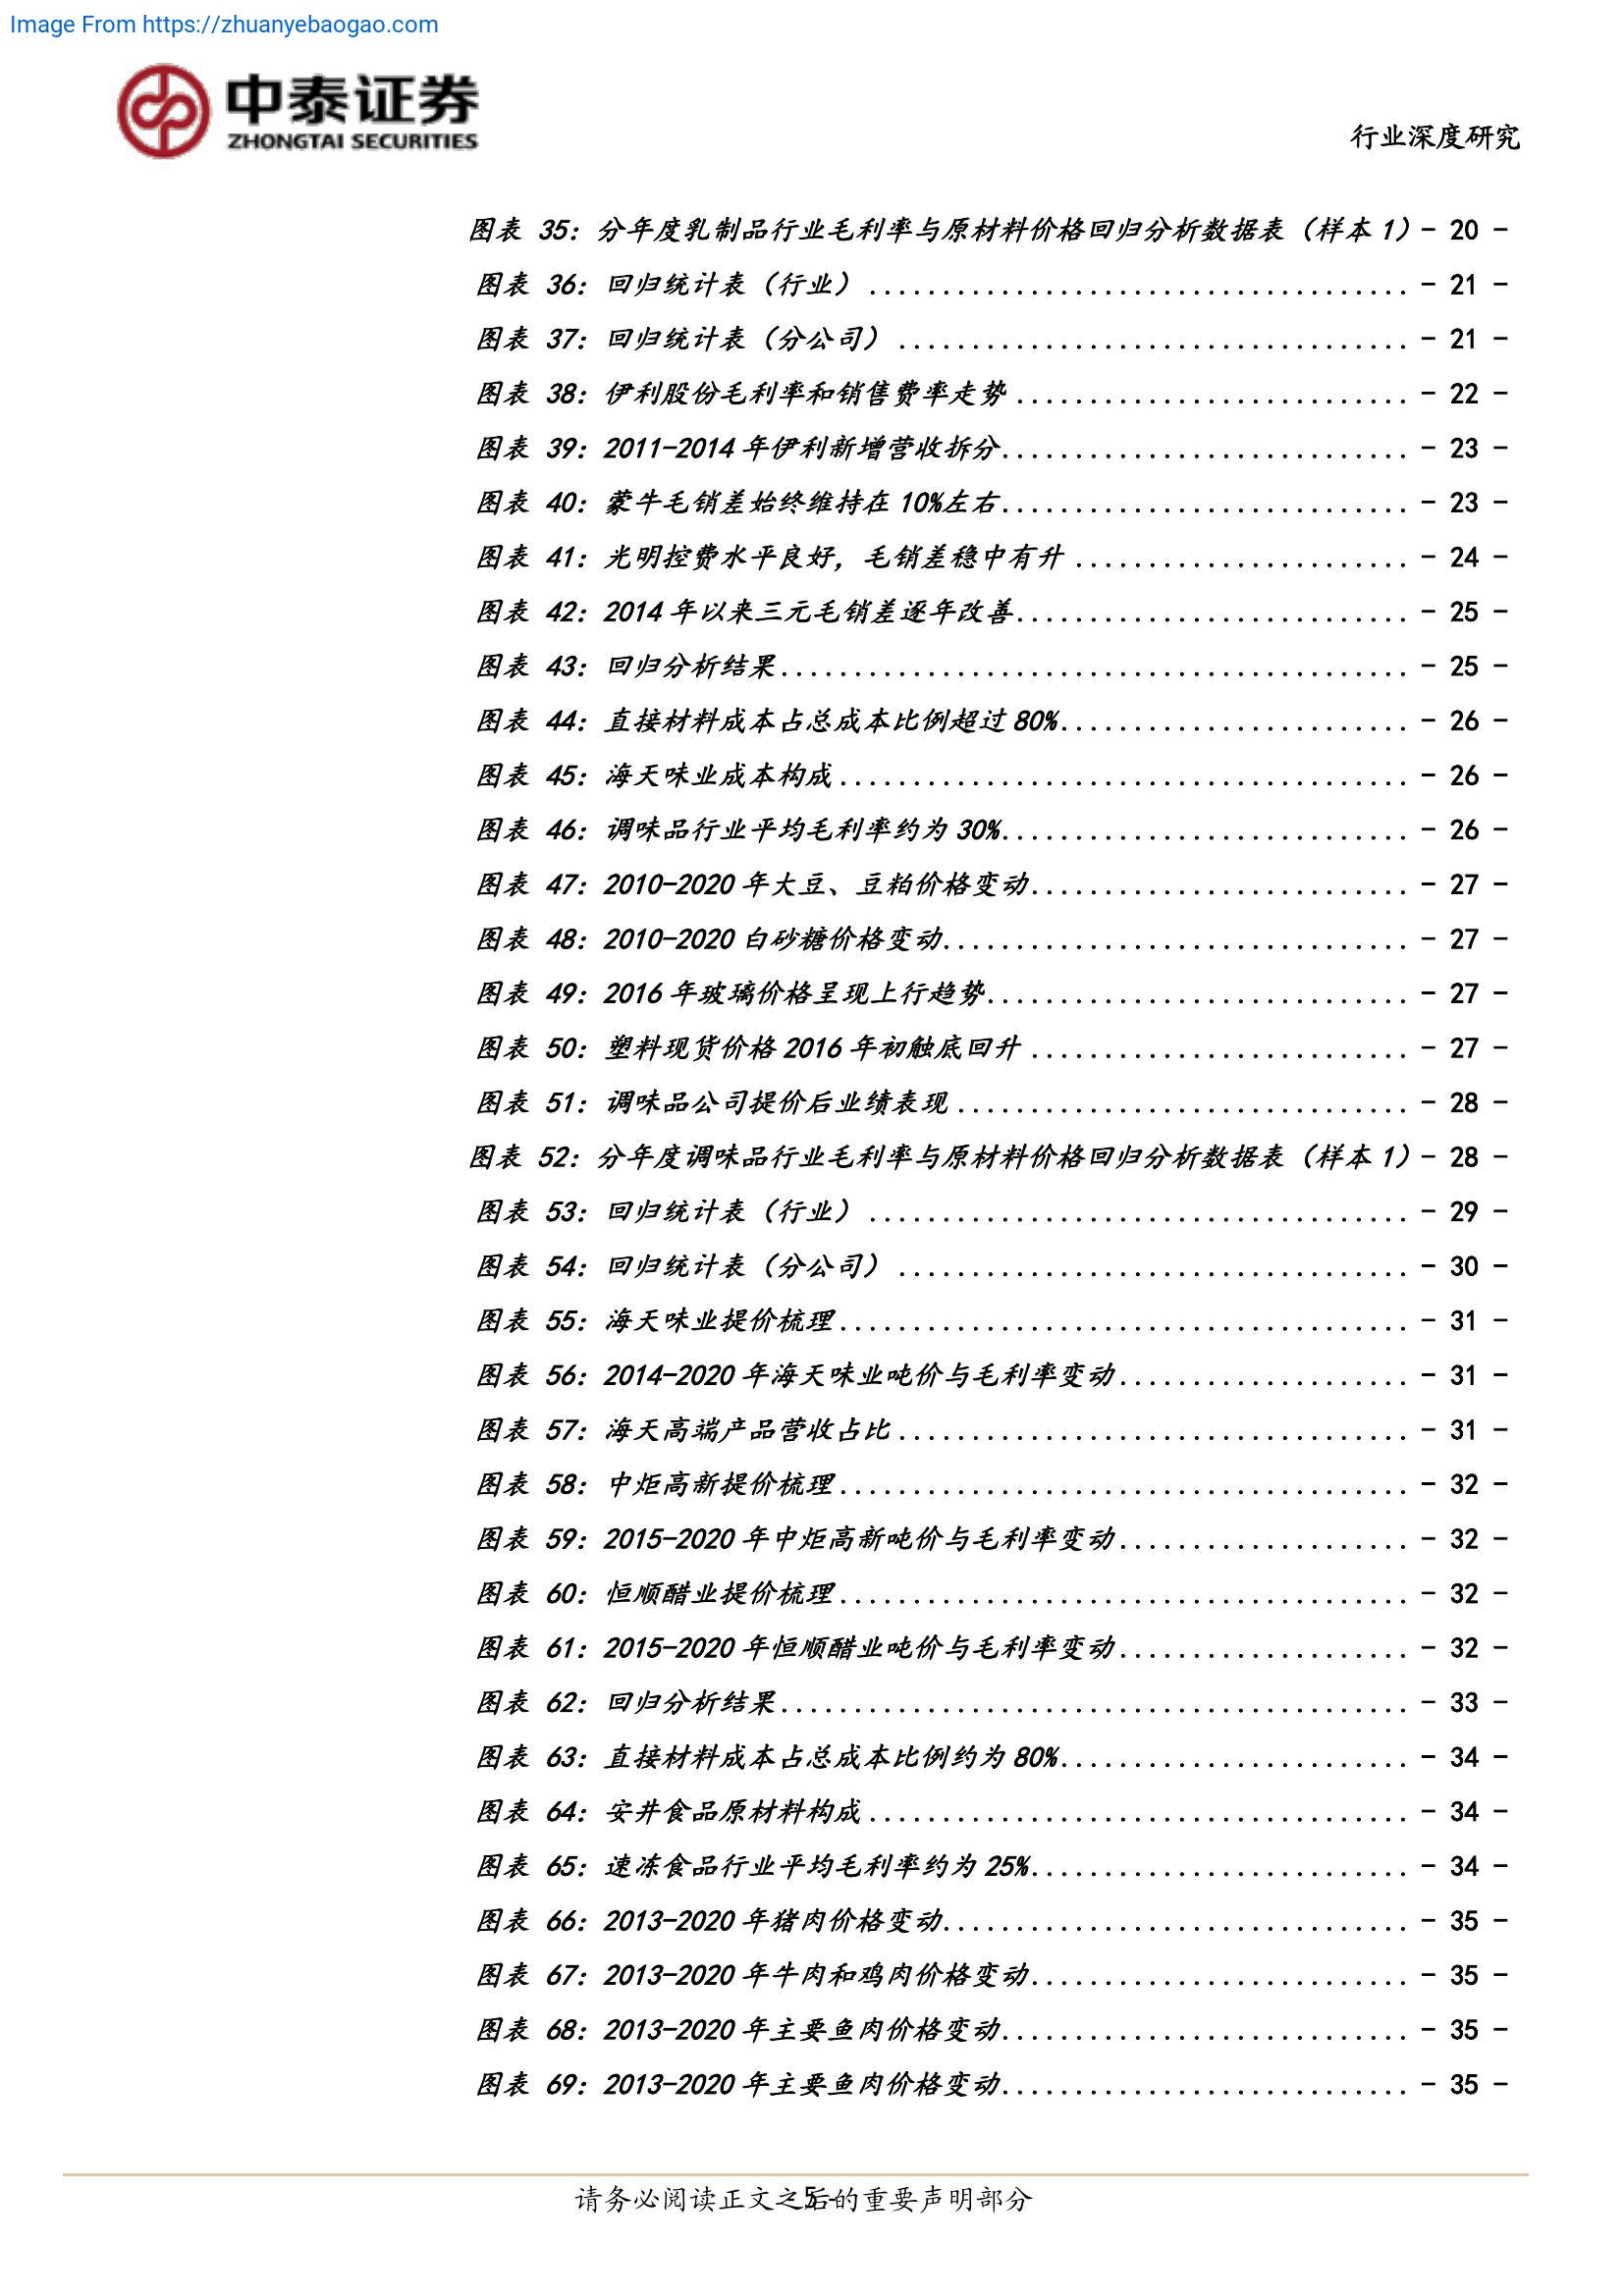 Image From https://zhuanyebaogao.com
中泰证券
ZHONGTAI SECURITIES
行业深度研究
图表 35：分年度乳制品行业毛利率与原材料价格回归分析数据表（样本1）- 20 -
图表 36：回归统计表（行业）..................................... - 21 -
图表 37：回归统计表（分公司）................................... - 21 -
图表 38：伊利股份毛利率和销售费率走势........................... - 22 -
图表 39：2011-2014 年伊利新增营收拆分............................ - 23 -
图表 40：蒙牛毛销差始终维持在 10%左右............................ - 23 -
图表 41：光明控费水平良好，毛销差稳中有升....................... - 24 -
图表 42：2014 年以来三元毛销差逐年改善........................... - 25 -
图表 43：回归分析结果........................................... - 25 -
图表 44：直接材料成本占总成本比例超过 80%........................ - 26 -
图表 45：海天味业成本构成....................................... - 26 -
图表 46：调味品行业平均毛利率约为 30%............................ - 26 -
图表 47：2010-2020 年大豆、豆粕价格变动.......................... - 27 -
图表 48：2010-2020 白砂糖价格变动................................ - 27 -
图表 49：2016 年玻璃价格呈现上行趋势............................. - 27 -
图表 50：塑料现货价格 2016 年初触底回升.......................... - 27 -
图表 51：调味品公司提价后业绩表现............................... - 28 -
图表 52：分年度调味品行业毛利率与原材料价格回归分析数据表（样本1）- 28 -
图表 53：回归统计表（行业）..................................... - 29 -
图表 54：回归统计表（分公司）................................... - 30 -
图表 55：海天味业提价梳理....................................... - 31 -
图表 56：2014-2020 年海天味业吨价与毛利率变动.................... - 31 -
图表 57：海天高端产品营收占比................................... - 31 -
图表 58：中炬高新提价梳理....................................... - 32 -
图表 59：2015-2020 年中炬高新吨价与毛利率变动.................... - 32 -
图表 60：恒顺醋业提价梳理....................................... - 32 -
图表 61：2015-2020 年恒顺醋业吨价与毛利率变动.................... - 32 -
图表 62：回归分析结果........................................... - 33 -
图表 63：直接材料成本占总成本比例约为 80%........................ - 34 -
图表 64：安井食品原材料构成..................................... - 34 -
图表 65：速冻食品行业平均毛利率约为 25%.......................... - 34 -
图表 66：2013-2020 年猪肉价格变动................................ - 35 -
图表 67：2013-2020 年牛肉和鸡肉价格变动.......................... - 35 -
图表 68：2013-2020 年主要鱼肉价格变动............................ - 35 -
图表 69：2013-2020 年主要鱼肉价格变动............................ - 35 -
请务必阅读正文之后的重要声明部分
- 5 -